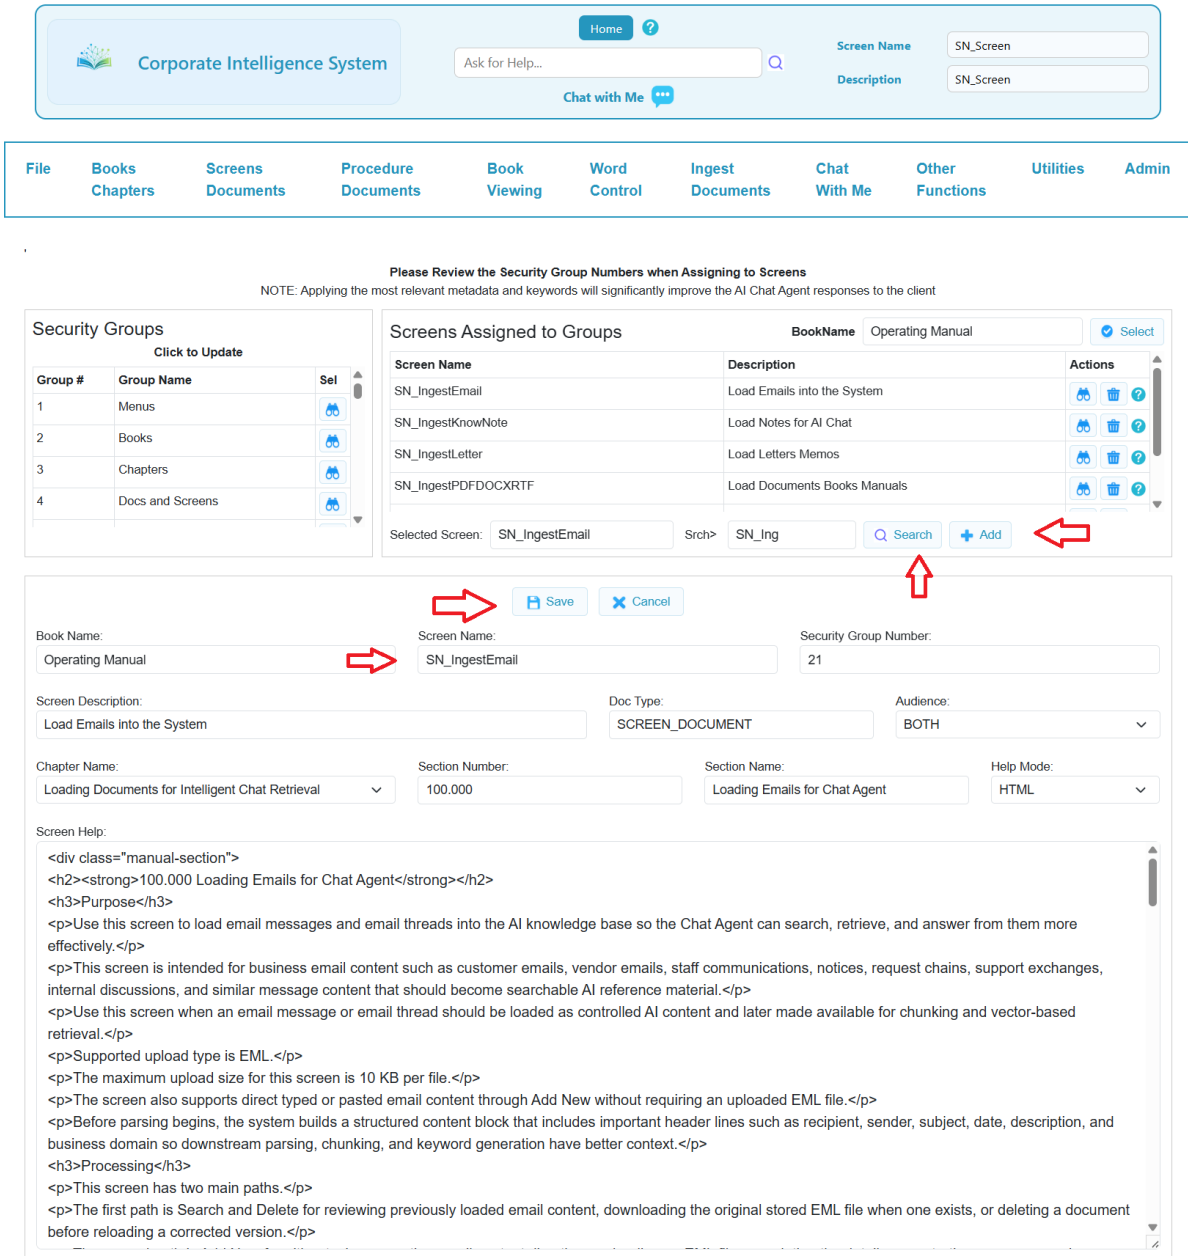 Home
?
Corporate Intelligence System
Ask for Help...
Chat with Me
Screen Name
SN_Screen
Description
SN_Screen
File
Books
Chapters
Screens
Documents
Procedure
Documents
Book
Viewing
Word
Control
Ingest
Documents
Chat
With Me
Other
Functions
Utilities
Admin
Please Review the Security Group Numbers when Assigning to Screens
NOTE: Applying the most relevant metadata and keywords will significantly improve the AI Chat Agent responses to the client
Security Groups
Click to Update
Group # Group Name Sel
1 Menus
2 Books
3 Chapters
4 Docs and Screens
Screens Assigned to Groups BookName Operating Manual Select
Screen Name Description Actions
SN_IngestEmail Load Emails into the System ?
SN_IngestKnowNote Load Notes for AI Chat ?
SN_IngestLetter Load Letters Memos ?
SN_IngestPDFDOCXRTF Load Documents Books Manuals ?
Selected Screen: SN_IngestEmail Srch> SN_Ing Search Add
Save Cancel
Book Name: Screen Name: Security Group Number:
Operating Manual SN_IngestEmail 21
Screen Description: Doc Type: Audience:
Load Emails into the System SCREEN_DOCUMENT BOTH
Chapter Name: Section Number: Section Name: Help Mode:
Loading Documents for Intelligent Chat Retrieval 100.000 Loading Emails for Chat Agent HTML
Screen Help:
<div class="manual-section">
<h2><strong>100.000 Loading Emails for Chat Agent</strong></h2>
<h3>Purpose</h3>
<p>Use this screen to load email messages and email threads into the AI knowledge base so the Chat Agent can search, retrieve, and answer from them more
effectively.</p>
<p>This screen is intended for business email content such as customer emails, vendor emails, staff communications, notices, request chains, support exchanges,
internal discussions, and similar message content that should become searchable AI reference material.</p>
<p>Use this screen when an email message or email thread should be loaded as controlled AI content and later made available for chunking and vector-based
retrieval.</p>
<p>Supported upload type is EML.</p>
<p>The maximum upload size for this screen is 10 KB per file.</p>
<p>The screen also supports direct typed or pasted email content through Add New without requiring an uploaded EML file.</p>
<p>Before parsing begins, the system builds a structured content block that includes important header lines such as recipient, sender, subject, date, description, and
business domain so downstream parsing, chunking, and keyword generation have better context.</p>
<h3>Processing</h3>
<p>This screen has two main paths.</p>
<p>The first path is Search and Delete for reviewing previously loaded email content, downloading the original stored EML file when one exists, or deleting a document
before reloading a corrected version.</p>